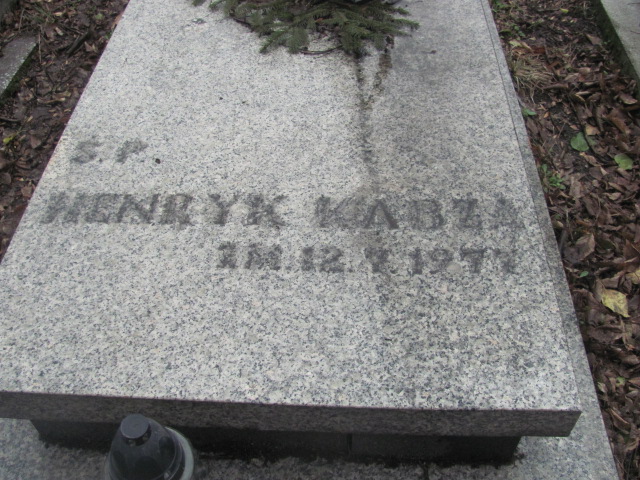 Ś.P.
HENRYK KABZA
ZM. 12. 1977